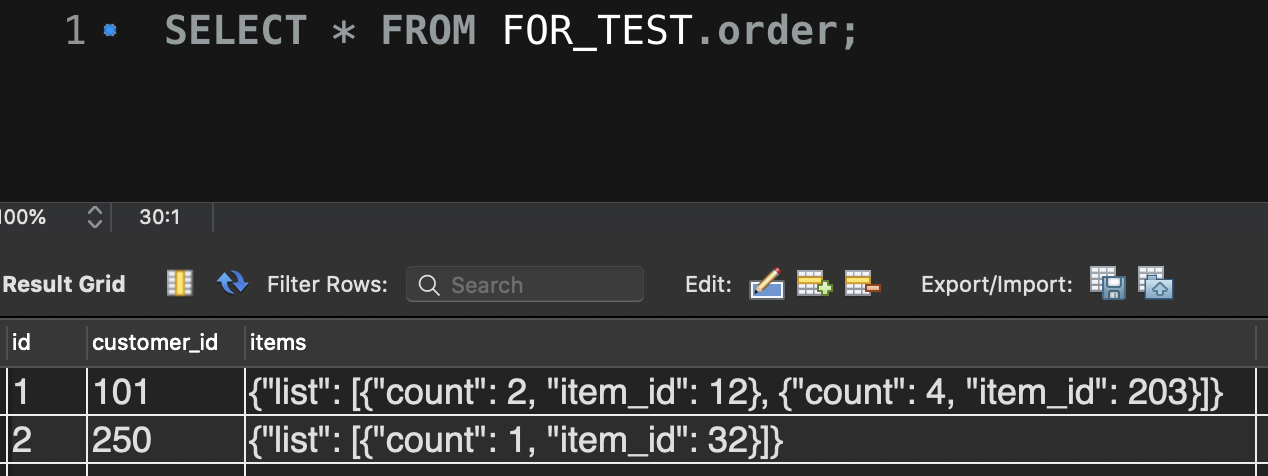 1 SELECT * FROM FOR_TEST.order;
100% 30:1
Result Grid Filter Rows: Search Edit: Export/Import:
id customer_id items
1 101 {"list": [{"count": 2, "item_id": 12}, {"count": 4, "item_id": 203}]}
2 250 {"list": [{"count": 1, "item_id": 32}]}